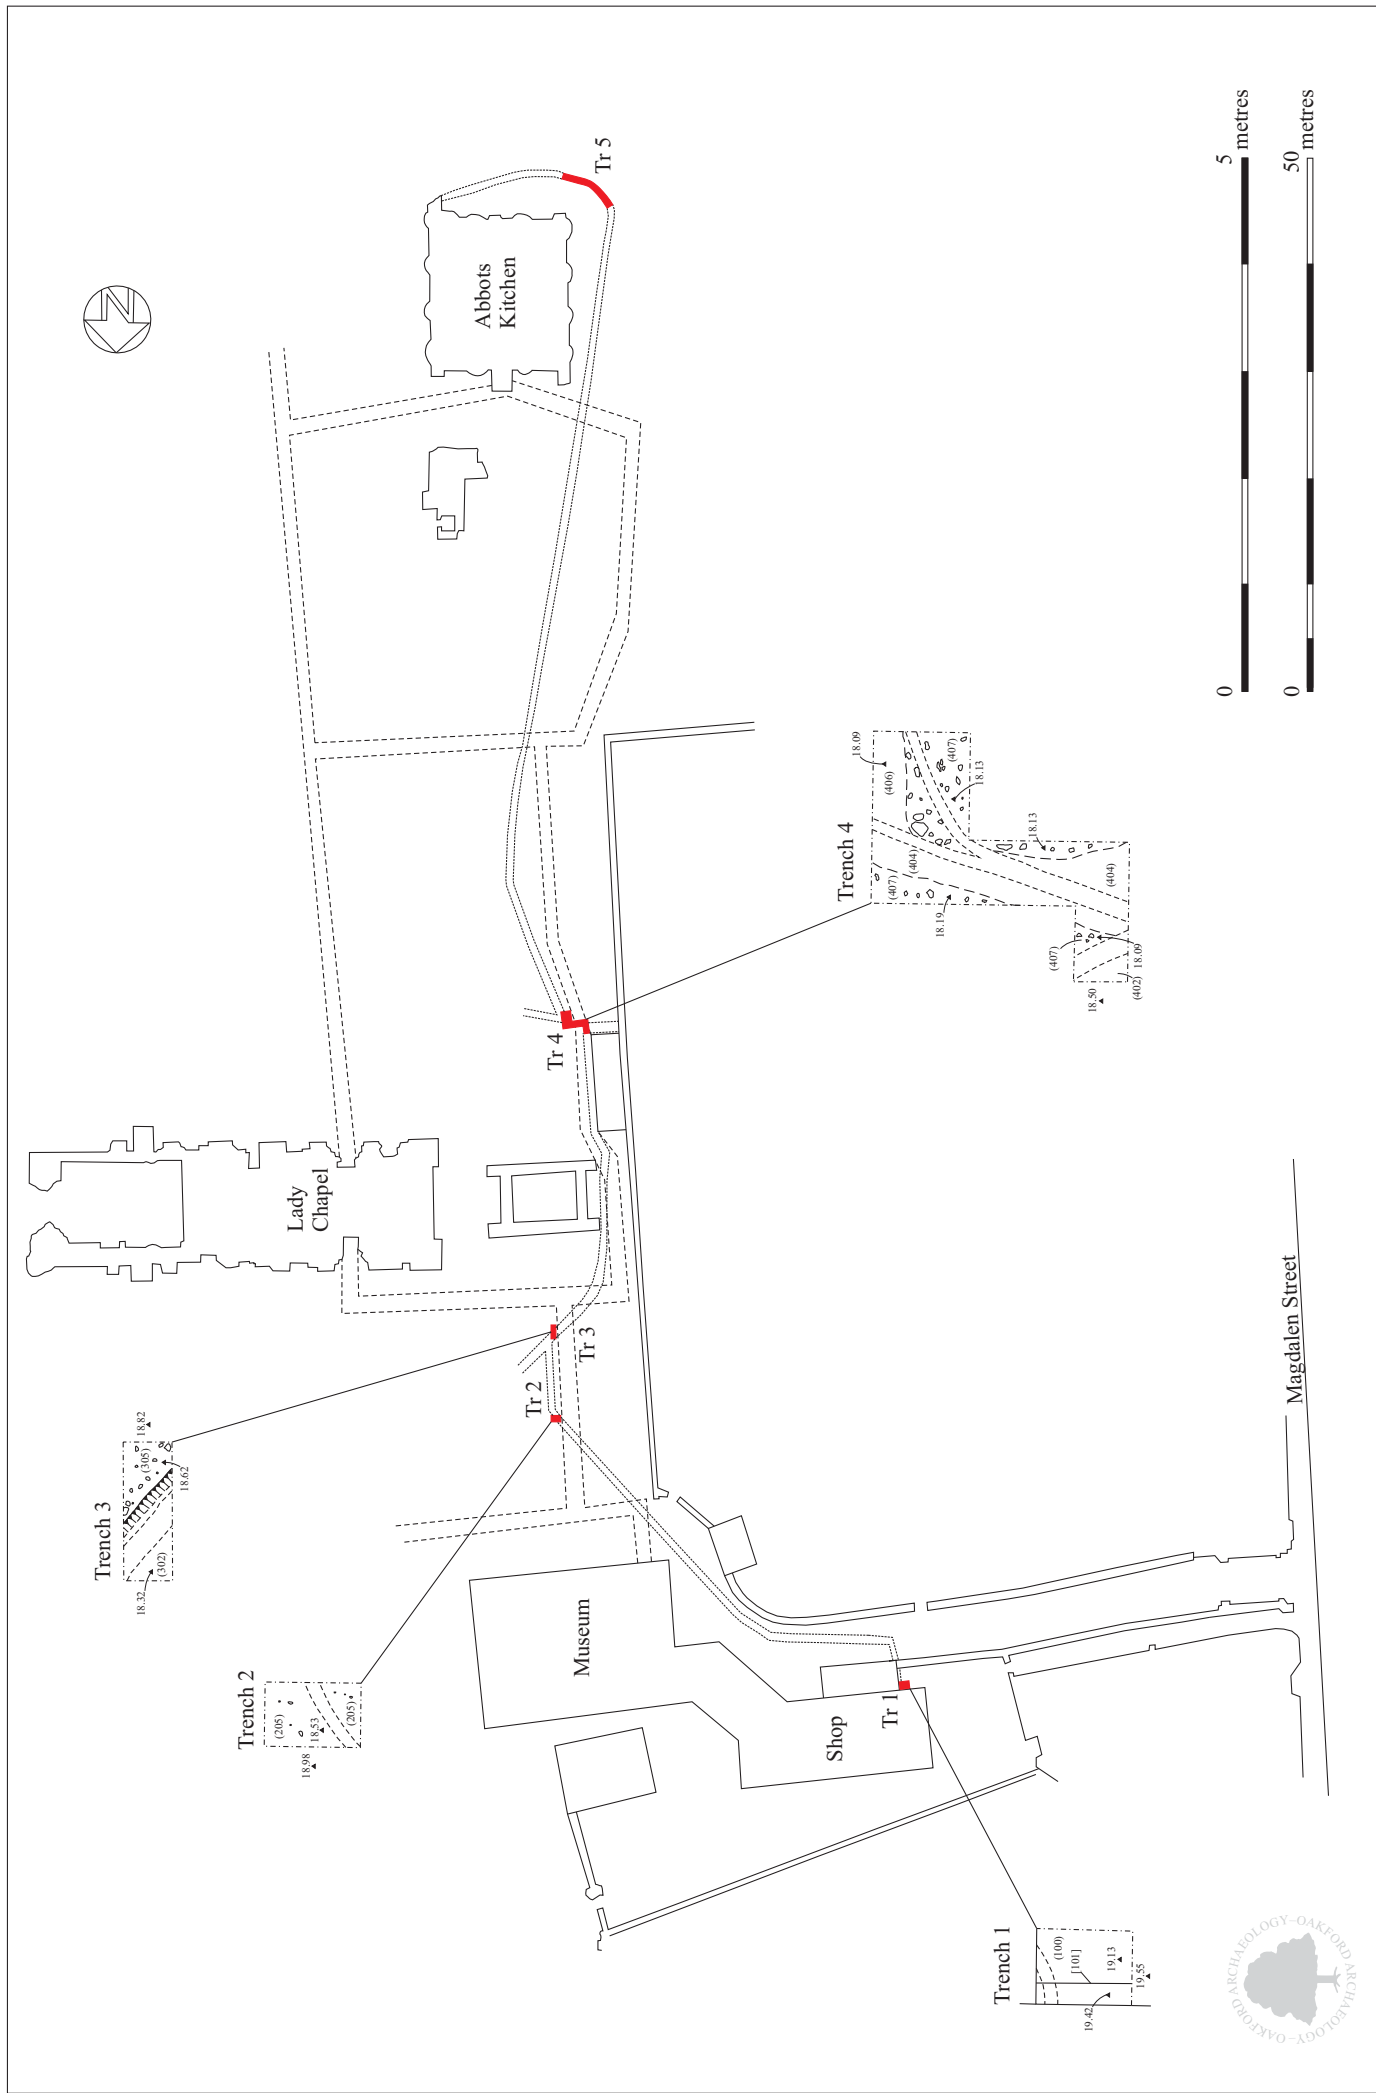 Trench 1
(100)
[101]
19.13
19.42
19.55
Trench 2
(205)
18.53
(205)
18.98
Trench 3
(305)
18.82
18.62
(302)
18.32
Lady
Chapel
Abbots
Kitchen
Tr 5
Tr 4
Tr 3
Tr 2
Museum
Shop
Tr 1
Trench 4
18.09
(406)
(407)
18.13
(404)
(407)
18.19
18.13
(404)
(407)
18.09
(402)
18.50
Magdalen Street
0
5 metres
0
50 metres
N
OAKFORD ARCHAEOLOGY–OAKFORD ARCHAEOLOGY–